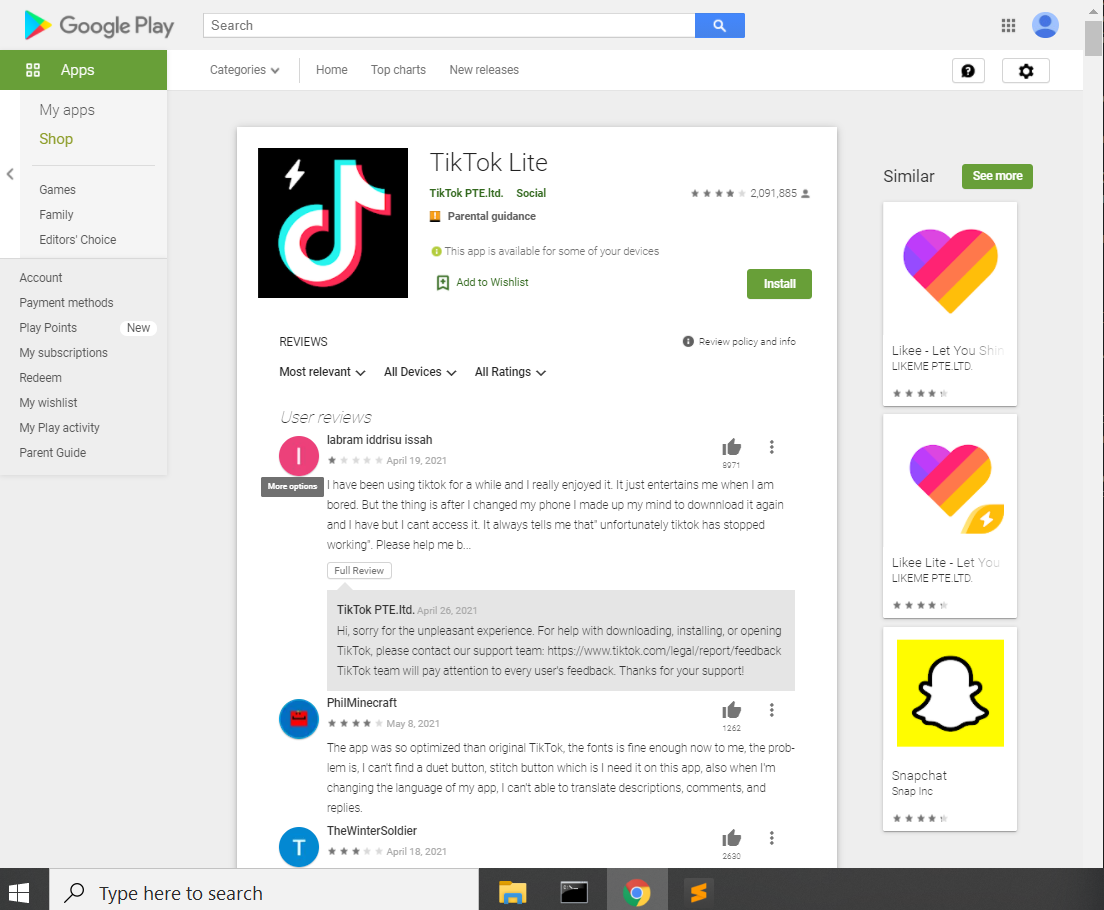 Google Play
Search
Apps
Categories
Home
Top charts
New releases
My apps
Shop
Games
Family
Editors' Choice
Account
Payment methods
Play Points
New
My subscriptions
Redeem
My wishlist
My Play activity
Parent Guide
TikTok Lite
TikTok PTE.ltd. Social
2,091,885
Parental guidance
This app is available for some of your devices
Add to Wishlist
Install
REVIEWS
Review policy and info
Most relevant
All Devices
All Ratings
User reviews
I
labram iddrisu issah
April 19, 2021
8971
More options
I have been using tiktok for a while and I really enjoyed it. It just entertains me when I am
bored. But the thing is after I changed my phone I made up my mind to downnload it again
and I have but I cant access it. It always tells me that" unfortunately tiktok has stopped
working". Please help me b...
Full Review
TikTok PTE.ltd. April 26, 2021
Hi, sorry for the unpleasant experience. For help with downloading, installing, or opening
TikTok, please contact our support team: https://www.tiktok.com/legal/report/feedback
TikTok team will pay attention to every user's feedback. Thanks for your support!
PhilMinecraft
May 8, 2021
1262
The app was so optimized than original TikTok, the fonts is fine enough now to me, the prob-
lem is, I can't find a duet button, stitch button which is I need it on this app, also when I'm
changing the language of my app, I can't able to translate descriptions, comments, and
replies.
T
TheWinterSoldier
April 18, 2021
2630
Similar
See more
Likee - Let You Shin
LIKEME PTE.LTD.
Likee Lite - Let You
LIKEME PTE.LTD.
Snapchat
Snap Inc
Type here to search